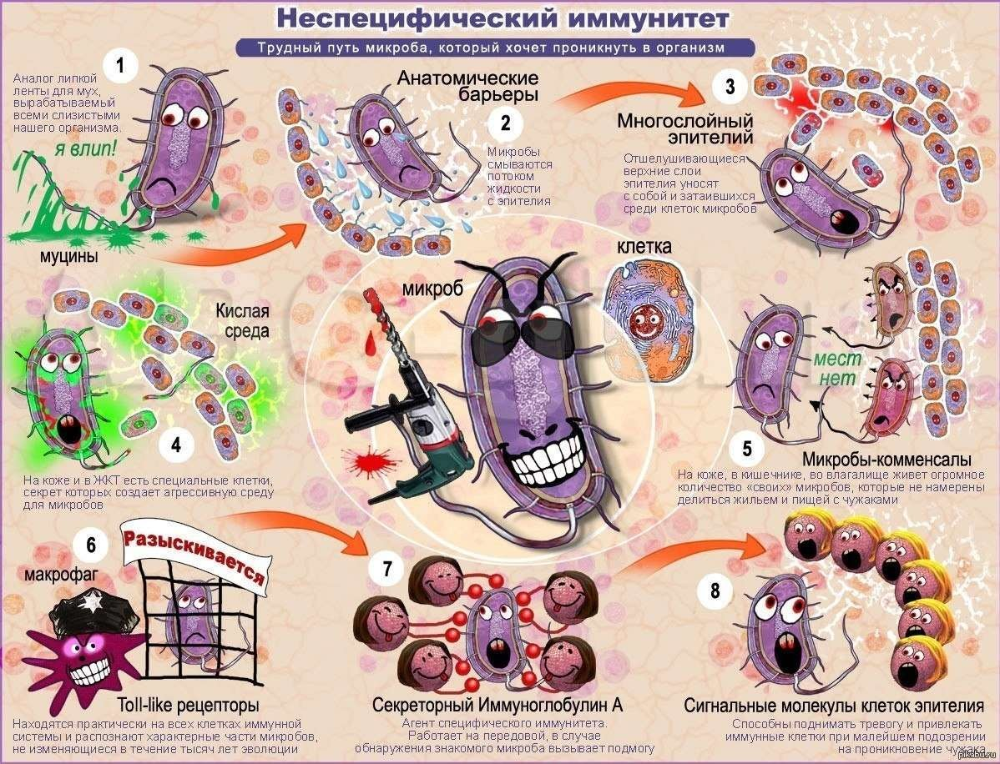 Неспецифический иммунитет
Трудный путь микроба, который хочет проникнуть в организм
1
Аналог липкой
ленты для мух,
вырабатываемый
всеми слизистыми
нашего организма.
я влип!
муцины
Анатомические
барьеры
2
Микробы
смываются
потоком
жидкости
с эпителия
3
Многослойный
эпителий
Отшелушивающиеся
верхние слои
эпителия уносят
с собой и затаившихся
среди клеток микробов
микроб
клетка
Кислая
среда
4
На коже и в ЖКТ есть специальные клетки,
секрет которых создает агрессивную среду
для микробов
мест
нет
5
Микробы-комменсалы
На коже, в кишечнике, во влагалище живет огромное
количество «своих» микробов, которые не намерены
делиться жильем и пищей с чужаками
6
Разыскивается
макрофаг
Toll-like рецепторы
Находятся практически на всех клетках иммунной
системы и распознают характерные части микробов,
не изменяющиеся в течение тысяч лет эволюции
7
Секреторный Иммуноглобулин А
Агент специфического иммунитета.
Работает на передовой, в случае
обнаружения знакомого микроба вызывает подмогу
8
Сигнальные молекулы клеток эпителия
Способны поднимать тревогу и привлекать
иммунные клетки при малейшем подозрении
на проникновение чужака
pikabu.ru